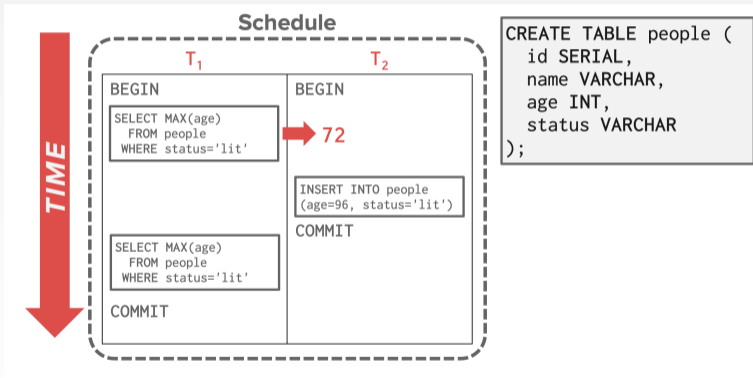 Schedule
TIME
T1
T2
BEGIN
SELECT MAX(age)
FROM people
WHERE status='lit'
72
SELECT MAX(age)
FROM people
WHERE status='lit'
COMMIT
BEGIN
INSERT INTO people
(age=96, status='lit')
COMMIT
CREATE TABLE people (
id SERIAL,
name VARCHAR,
age INT,
status VARCHAR
);